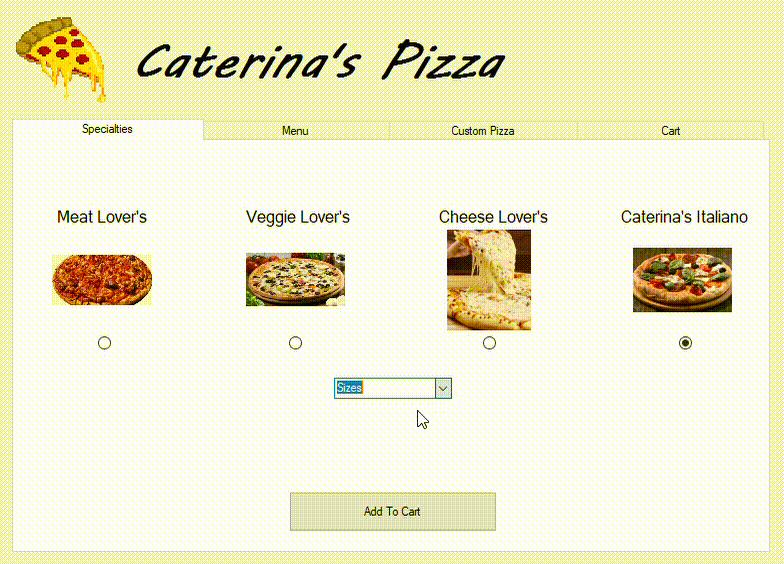 Caterina's Pizza
Specialties
Menu
Custom Pizza
Cart
Meat Lover's
Veggie Lover's
Cheese Lover's
Caterina's Italiano
Sizes
Add To Cart